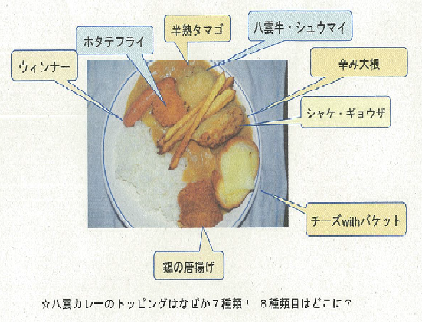 半熟タマゴ
八雲牛・シュウマイ
ホタテフライ
ウィンナー
辛み大根
シャケ・ギョウザ
チーズwithバケット
鶏の唐揚げ
☆八雲カレーのトッピングはなぜか7種類！ 8種類目はどこに？